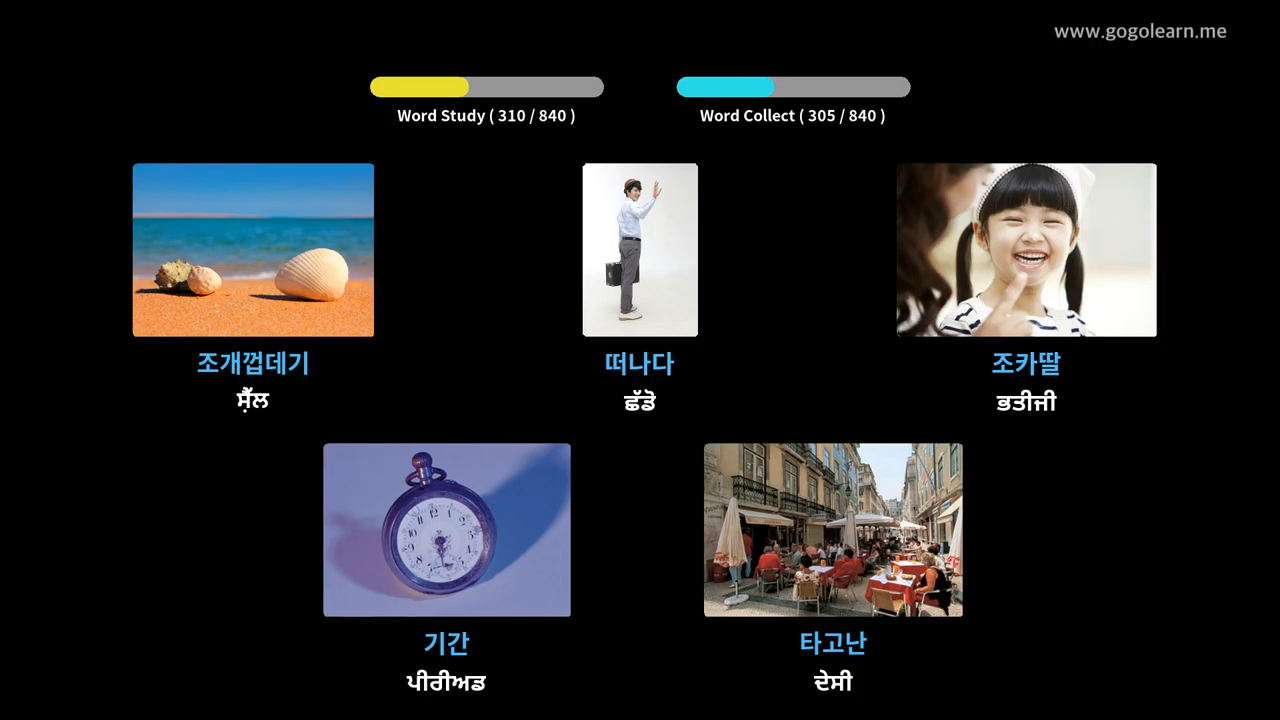 www.gogolearn.me
Word Study ( 310 / 840 )
Word Collect ( 305 / 840 )
조개껍데기
ਸ਼ੈੱਲ
떠나다
ਛੱਡੋ
조카딸
ਭਤੀਜੀ
기간
ਪੀਰੀਅਡ
타고난
ਦੇਸੀ